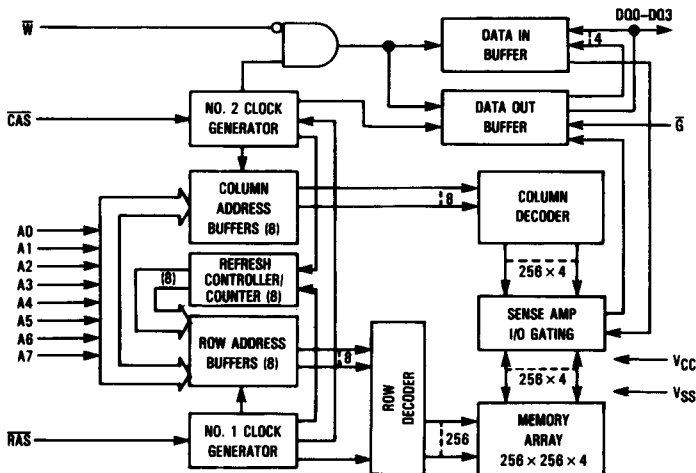 W̅
DATA IN
BUFFER
DQ0–DQ3
4
C̅A̅S̅
NO. 2 CLOCK
GENERATOR
DATA OUT
BUFFER
G̅
COLUMN
ADDRESS
BUFFERS (8)
8
COLUMN
DECODER
A0
A1
A2
A3
A4
A5
A6
A7
(8)
REFRESH
CONTROLLER/
COUNTER (8)
256 × 4
SENSE AMP
I/O GATING
ROW ADDRESS
BUFFERS (8)
8
ROW
DECODER
256 × 4
VCC
VSS
R̅A̅S̅
NO. 1 CLOCK
GENERATOR
256
MEMORY
ARRAY
256 × 256 × 4